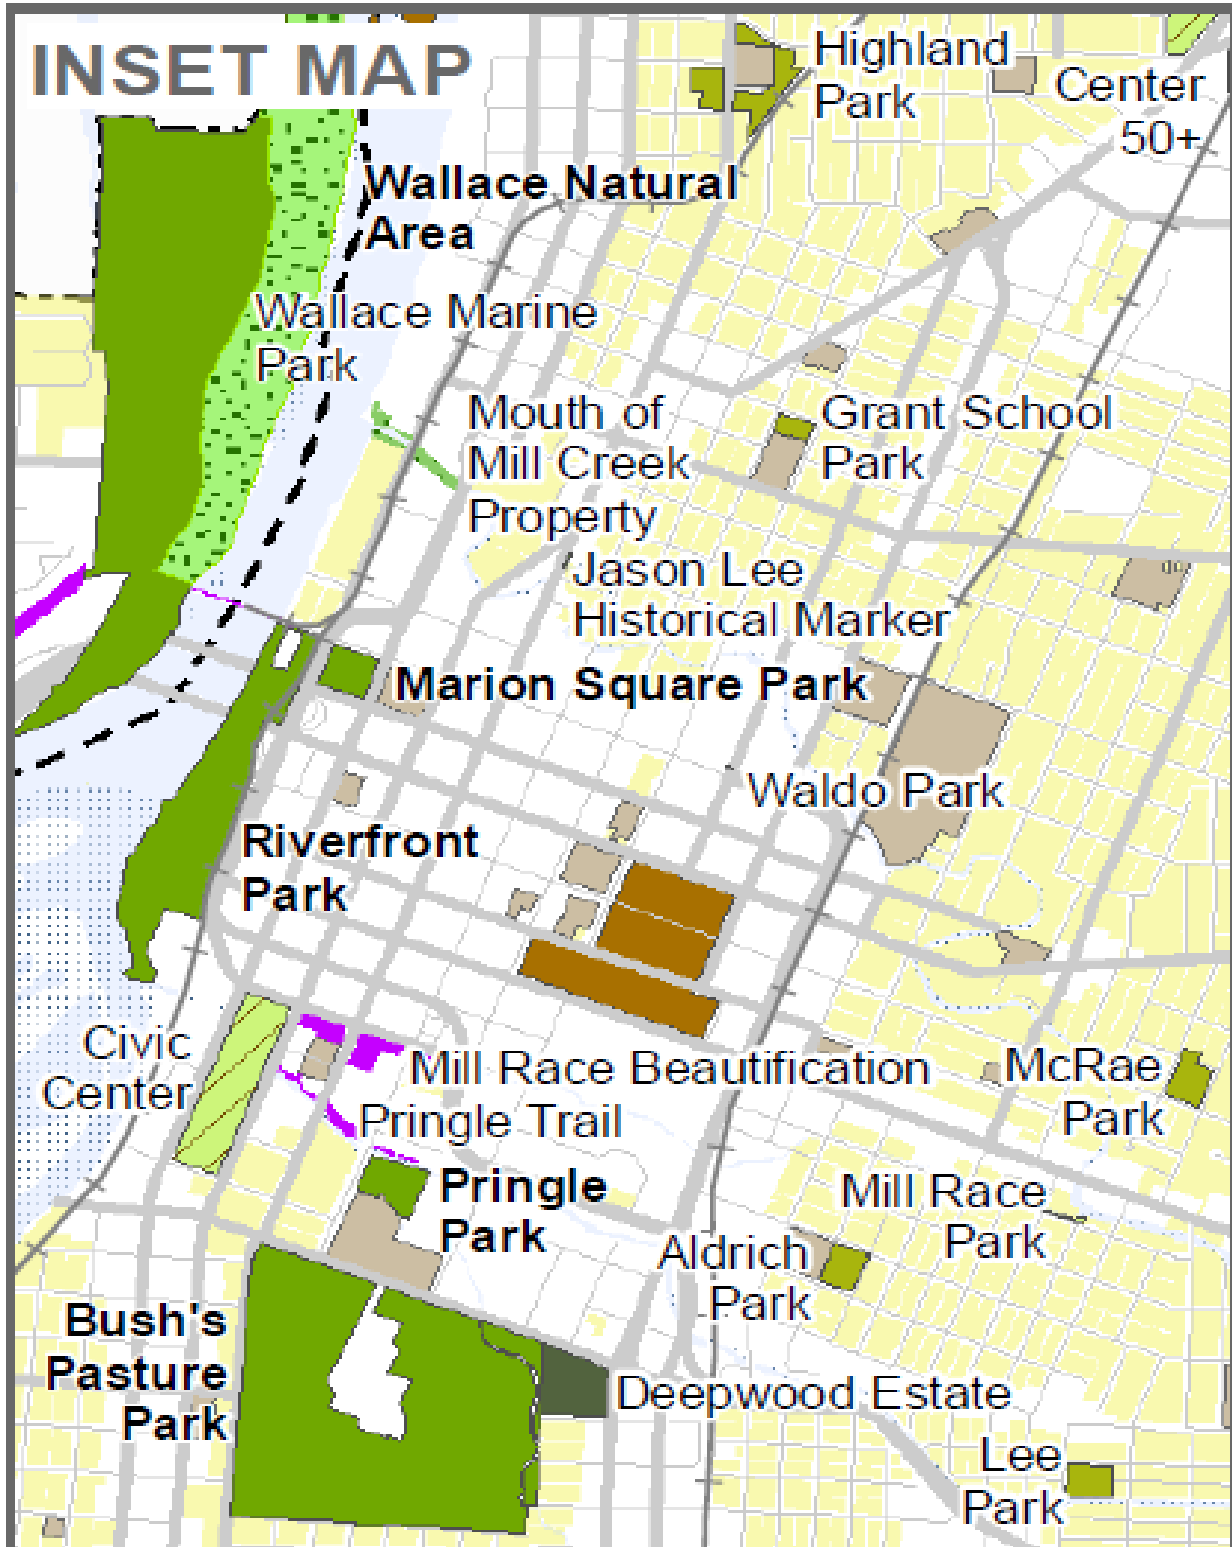 INSET MAP
Highland
Park
Center
50+
Wallace Natural
Area
Wallace Marine
Park
Mouth of
Mill Creek
Property
Grant School
Park
Jason Lee
Historical Marker
Marion Square Park
Waldo Park
Riverfront
Park
Civic
Center
Mill Race Beautification
McRae
Park
Pringle Trail
Pringle
Park
Mill Race
Park
Aldrich
Park
Bush's
Pasture
Park
Deepwood Estate
Lee
Park